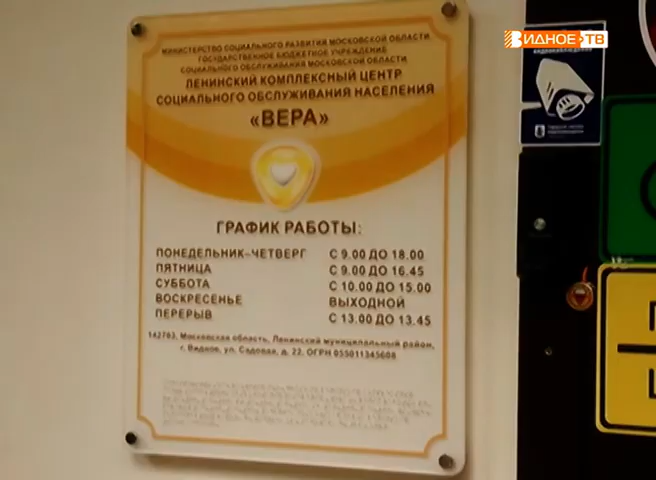 ВИДНОЕ-ТВ
МИНИСТЕРСТВО СОЦИАЛЬНОГО РАЗВИТИЯ МОСКОВСКОЙ ОБЛАСТИ
ГОСУДАРСТВЕННОЕ БЮДЖЕТНОЕ УЧРЕЖДЕНИЕ
СОЦИАЛЬНОГО ОБСЛУЖИВАНИЯ МОСКОВСКОЙ ОБЛАСТИ
ЛЕНИНСКИЙ КОМПЛЕКСНЫЙ ЦЕНТР
СОЦИАЛЬНОГО ОБСЛУЖИВАНИЯ НАСЕЛЕНИЯ
«ВЕРА»
ГРАФИК РАБОТЫ:
ПОНЕДЕЛЬНИК-ЧЕТВЕРГ С 9.00 ДО 18.00
ПЯТНИЦА С 9.00 ДО 16.45
СУББОТА С 10.00 ДО 15.00
ВОСКРЕСЕНЬЕ ВЫХОДНОЙ
ПЕРЕРЫВ С 13.00 ДО 13.45
142703, Московская область, Ленинский муниципальный район,
г. Видное, ул. Садовая, д. 22. ОГРН 055011345608